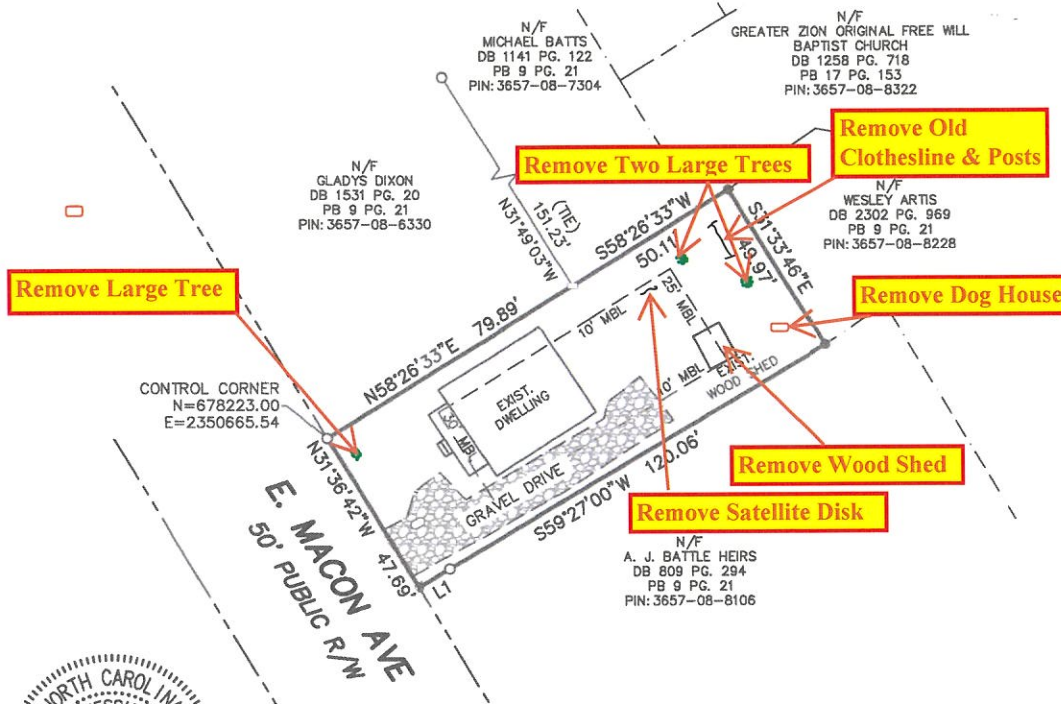 N/F
MICHAEL BATTS
DB 1141 PG. 122
PB 9 PG. 21
PIN: 3657-08-7304
N/F
GREATER ZION ORIGINAL FREE WILL
BAPTIST CHURCH
DB 1258 PG. 718
PB 17 PG. 153
PIN: 3657-08-8322
Remove Old
Clothesline & Posts
Remove Two Large Trees
N/F
GLADYS DIXON
DB 1531 PG. 20
PB 9 PG. 21
PIN: 3657-08-6330
N/F
WESLEY ARTIS
DB 2302 PG. 969
PB 9 PG. 21
PIN: 3657-08-8228
(TIE)
151.23'
N31°49'03"W
S58°26'33"W
50.11'
S31°33'46"E
49.97'
Remove Large Tree
Remove Dog House
N58°26'33"E 79.89'
10' MBL
25' MBL
10' MBL
30' MBL
EXIST.
DWELLING
EXIST.
WOOD SHED
CONTROL CORNER
N=678223.00
E=2350665.54
N31°36'42"W 47.69'
GRAVEL DRIVE
S59°27'00"W 120.06'
L1
Remove Wood Shed
Remove Satellite Disk
N/F
A. J. BATTLE HEIRS
DB 809 PG. 294
PB 9 PG. 21
PIN: 3657-08-8106
E. MACON AVE
50' PUBLIC R/W
NORTH CAROLINA